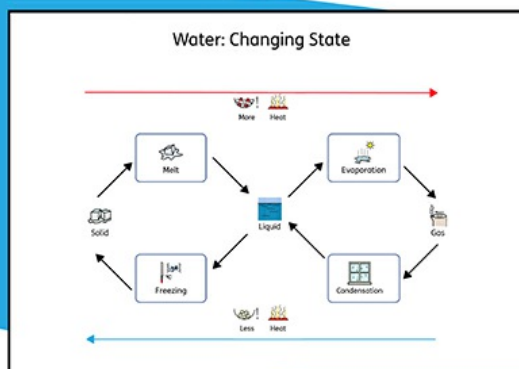 Water: Changing State
More Heat
Melt
Evaporation
Solid
Liquid
Gas
Freezing
Condensation
Less Heat